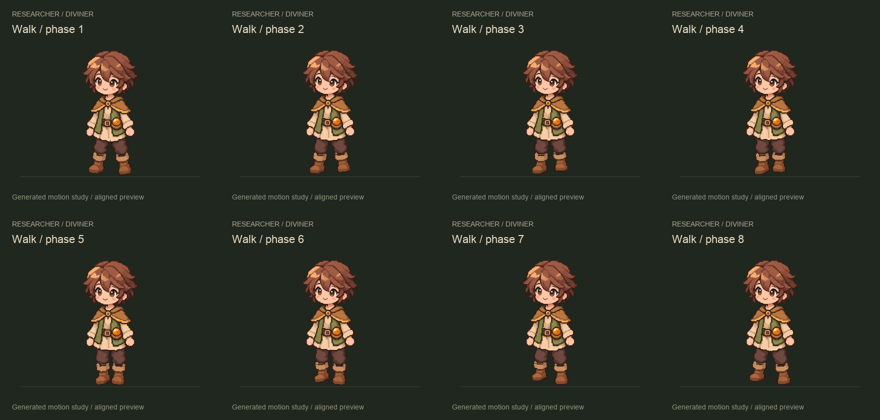 RESEARCHER / DIVINER
Walk / phase 1
Generated motion study / aligned preview
RESEARCHER / DIVINER
Walk / phase 2
Generated motion study / aligned preview
RESEARCHER / DIVINER
Walk / phase 3
Generated motion study / aligned preview
RESEARCHER / DIVINER
Walk / phase 4
Generated motion study / aligned preview
RESEARCHER / DIVINER
Walk / phase 5
Generated motion study / aligned preview
RESEARCHER / DIVINER
Walk / phase 6
Generated motion study / aligned preview
RESEARCHER / DIVINER
Walk / phase 7
Generated motion study / aligned preview
RESEARCHER / DIVINER
Walk / phase 8
Generated motion study / aligned preview